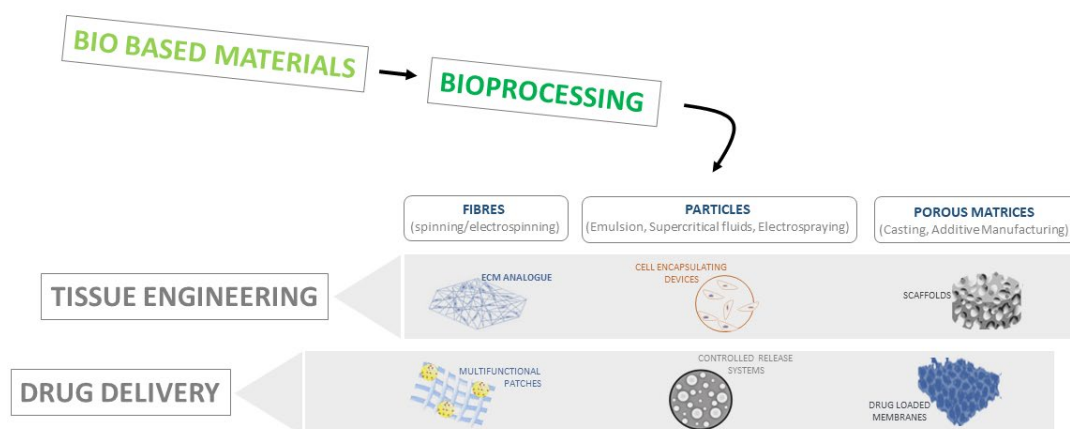 BIO BASED MATERIALS
BIOPROCESSING
FIBRES
(spinning/electrospinning)
PARTICLES
(Emulsion, Supercritical fluids, Electrospraying)
POROUS MATRICES
(Casting, Additive Manufacturing)
TISSUE ENGINEERING
ECM ANALOGUE
CELL ENCAPSULATING
DEVICES
SCAFFOLDS
DRUG DELIVERY
MULTIFUNCTIONAL
PATCHES
CONTROLLED RELEASE
SYSTEMS
DRUG LOADED
MEMBRANES